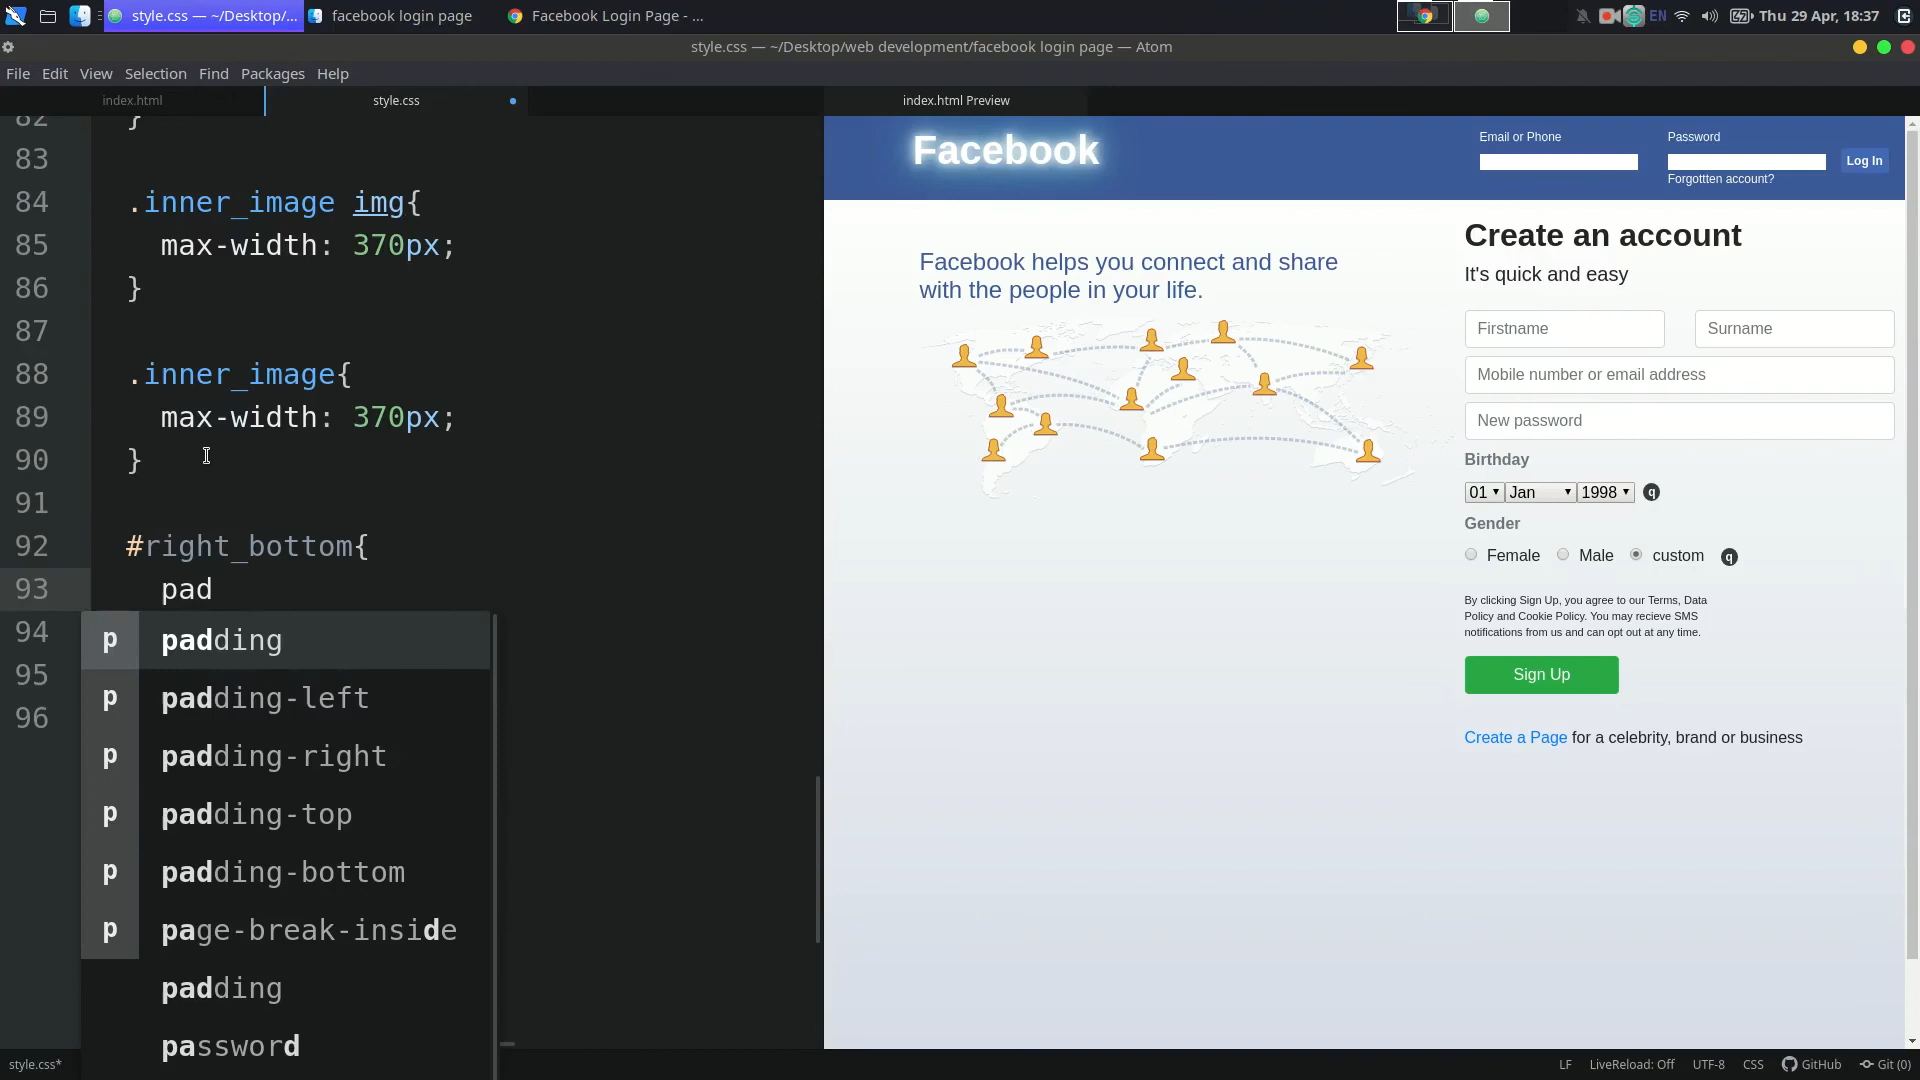 style.css — ~/Desktop/...
facebook login page
Facebook Login Page - ...
EN
Thu 29 Apr, 18:37
style.css — ~/Desktop/web development/facebook login page — Atom
File Edit View Selection Find Packages Help
index.html
style.css
index.html Preview
82 }
83
84 .inner_image img{
85 max-width: 370px;
86 }
87
88 .inner_image{
89 max-width: 370px;
90 }
91
92 #right_bottom{
93 pad
94
95
96
p padding
p padding-left
p padding-right
p padding-top
p padding-bottom
p page-break-inside
padding
password
Facebook
Email or Phone
Password
Log In
Forgottten account?
Facebook helps you connect and share
with the people in your life.
Create an account
It's quick and easy
Firstname
Surname
Mobile number or email address
New password
Birthday
01 Jan 1998 q
Gender
Female Male custom q
By clicking Sign Up, you agree to our Terms, Data
Policy and Cookie Policy. You may recieve SMS
notifications from us and can opt out at any time.
Sign Up
Create a Page for a celebrity, brand or business
style.css*
LF LiveReload: Off UTF-8 CSS GitHub Git (0)